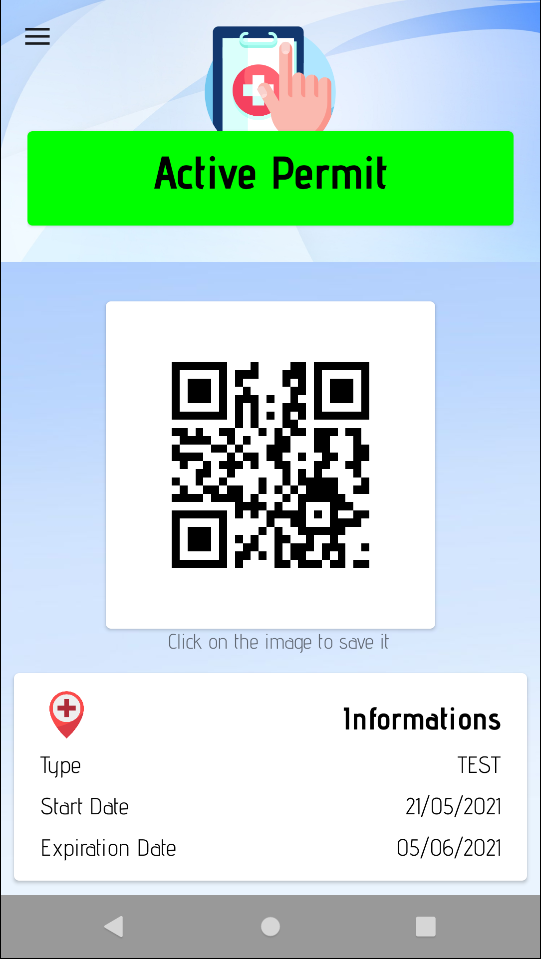 Active Permit
Click on the image to save it
Informations
Type TEST
Start Date 21/05/2021
Expiration Date 05/06/2021